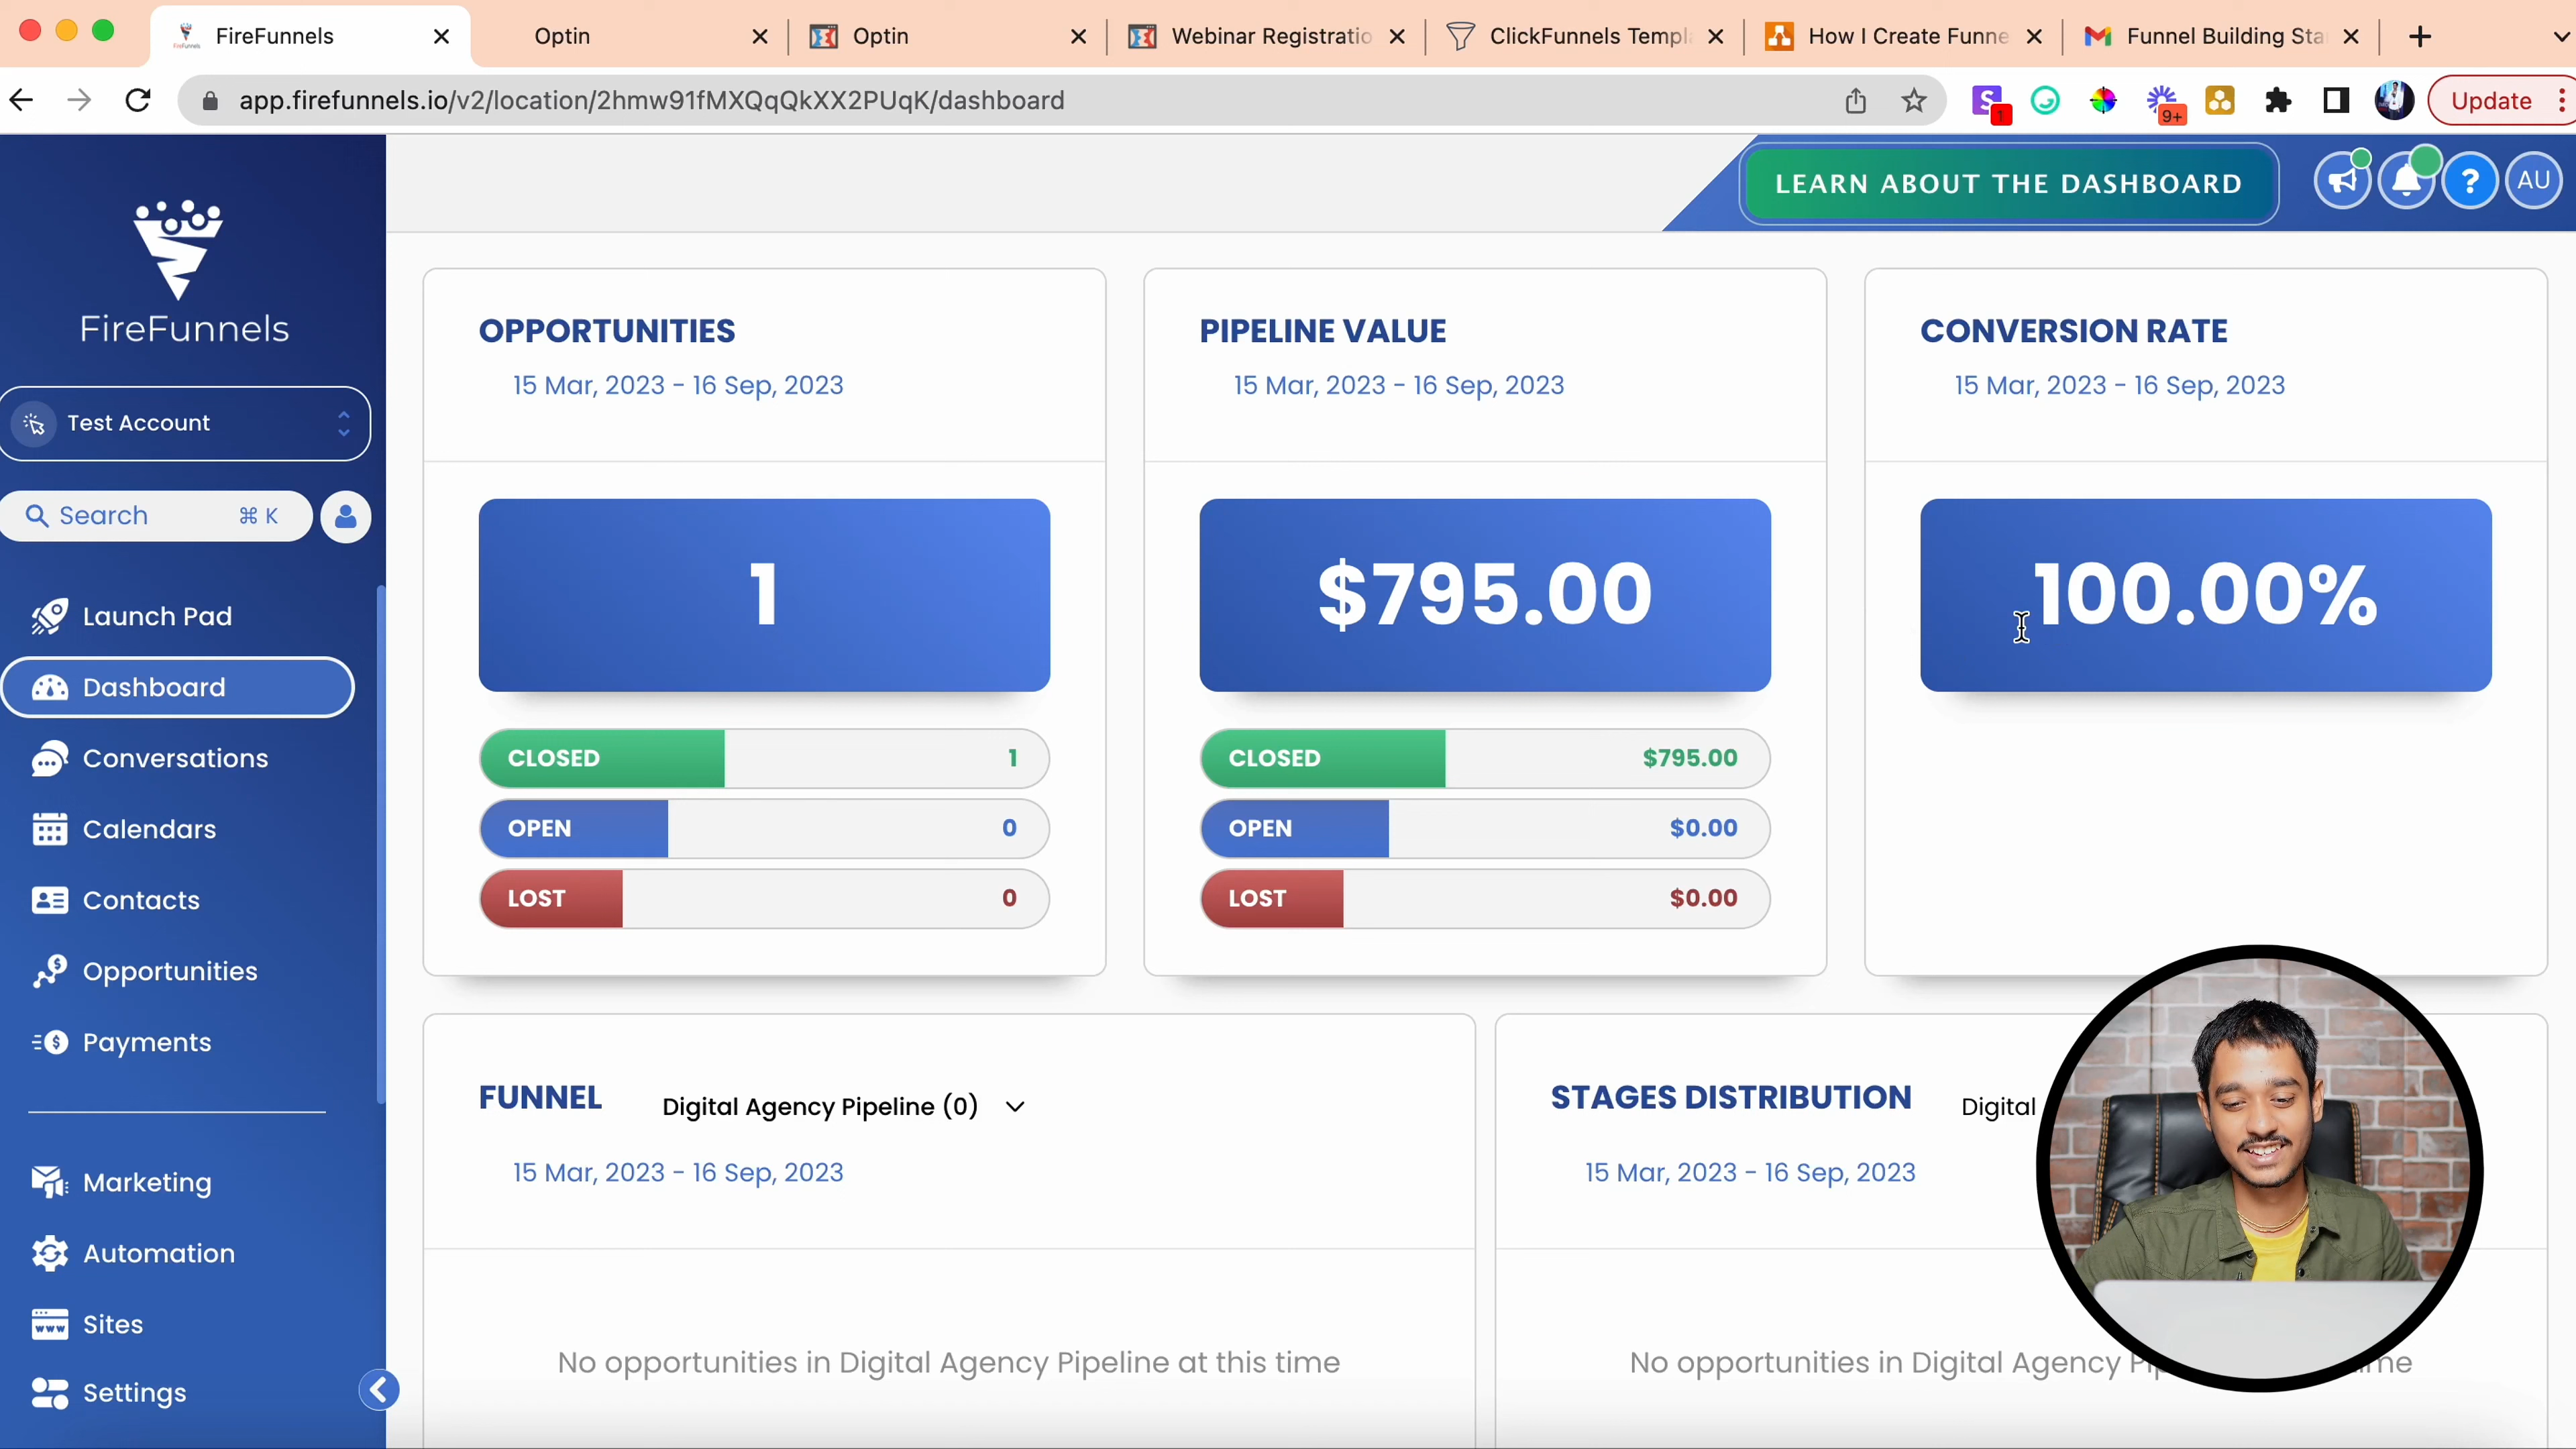 FireFunnels
Optin
Optin
Webinar Registratio
ClickFunnels Templ
How I Create Funne
Funnel Building Sta
app.firefunnels.io/v2/location/2hmw91fMXQqQkXX2PUqK/dashboard
S
1
9+
Update
LEARN ABOUT THE DASHBOARD
?
AU
FireFunnels
Test Account
Search ⌘ K
Launch Pad
Dashboard
Conversations
Calendars
Contacts
Opportunities
Payments
Marketing
Automation
Sites
Settings
OPPORTUNITIES
15 Mar, 2023 - 16 Sep, 2023
1
CLOSED 1
OPEN 0
LOST 0
PIPELINE VALUE
15 Mar, 2023 - 16 Sep, 2023
$795.00
CLOSED $795.00
OPEN $0.00
LOST $0.00
CONVERSION RATE
15 Mar, 2023 - 16 Sep, 2023
100.00%
FUNNEL Digital Agency Pipeline (0)
15 Mar, 2023 - 16 Sep, 2023
No opportunities in Digital Agency Pipeline at this time
STAGES DISTRIBUTION Digital
15 Mar, 2023 - 16 Sep, 2023
No opportunities in Digital Agency